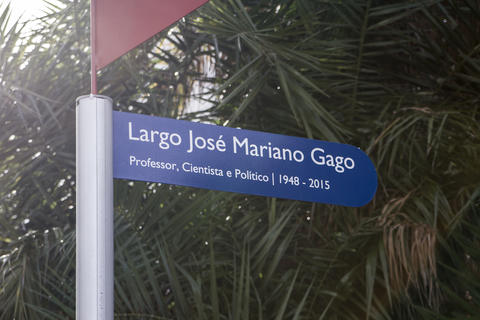 Largo José Mariano Gago
Professor, Cientista e Político | 1948 - 2015